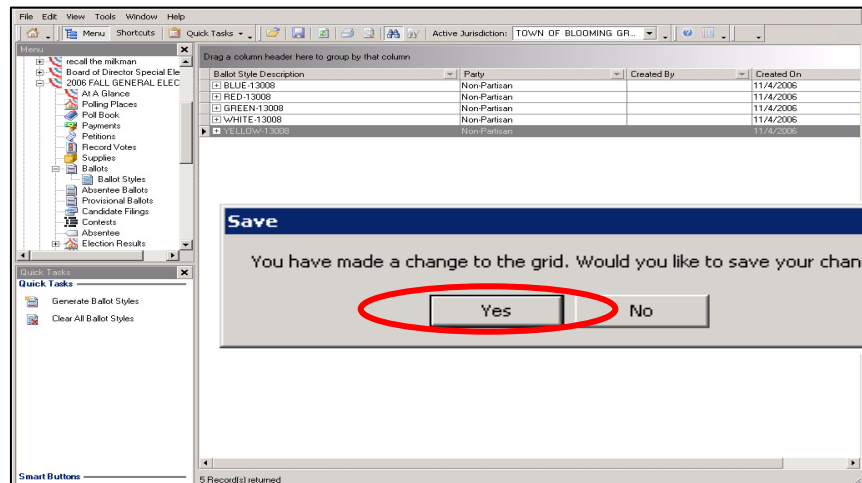 File Edit View Tools Window Help
Menu Shortcuts Quick Tasks Active Jurisdiction: TOWN OF BLOOMING GR...
Menu
recall the milkman
Board of Director Special Ele
2006 FALL GENERAL ELEC
At A Glance
Polling Places
Poll Book
Payments
Petitions
Record Votes
Supplies
Ballots
Ballot Styles
Absentee Ballots
Provisional Ballots
Candidate Filings
Contests
Absentee
Election Results
Quick Tasks
Quick Tasks
Generate Ballot Styles
Clear All Ballot Styles
Smart Buttons
Drag a column header here to group by that column
Ballot Style Description Party Created By Created On
BLUE-13008 Non-Partisan 11/4/2006
RED-13008 Non-Partisan 11/4/2006
GREEN-13008 Non-Partisan 11/4/2006
WHITE-13008 Non-Partisan 11/4/2006
YELLOW-13008 Non-Partisan 11/4/2006
Save
You have made a change to the grid. Would you like to save your chan
Yes No
5 Record(s) returned